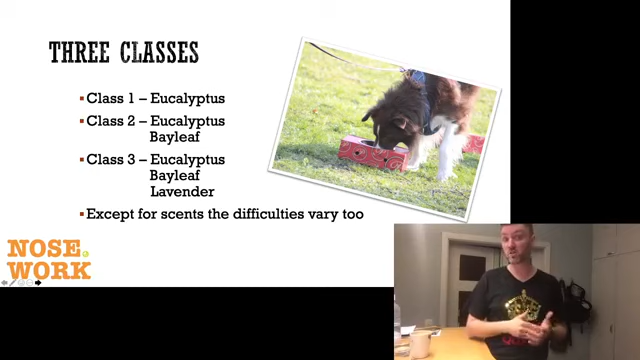 THREE CLASSES
Class 1 – Eucalyptus
Class 2 – Eucalyptus
Bayleaf
Class 3 – Eucalyptus
Bayleaf
Lavender
Except for scents the difficulties vary too
NOSE
WORK